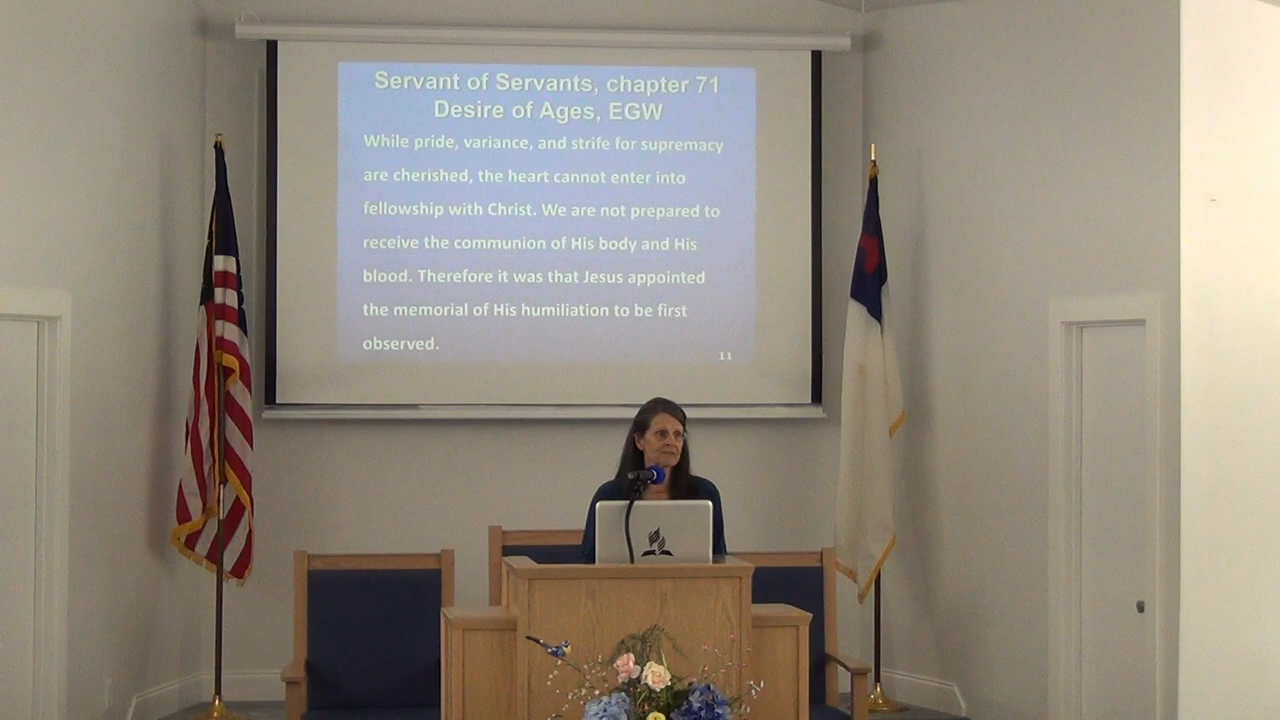 Servant of Servants, chapter 71
Desire of Ages, EGW
While pride, variance, and strife for supremacy
are cherished, the heart cannot enter into
fellowship with Christ. We are not prepared to
receive the communion of His body and His
blood. Therefore it was that Jesus appointed
the memorial of His humiliation to be first
observed.
11